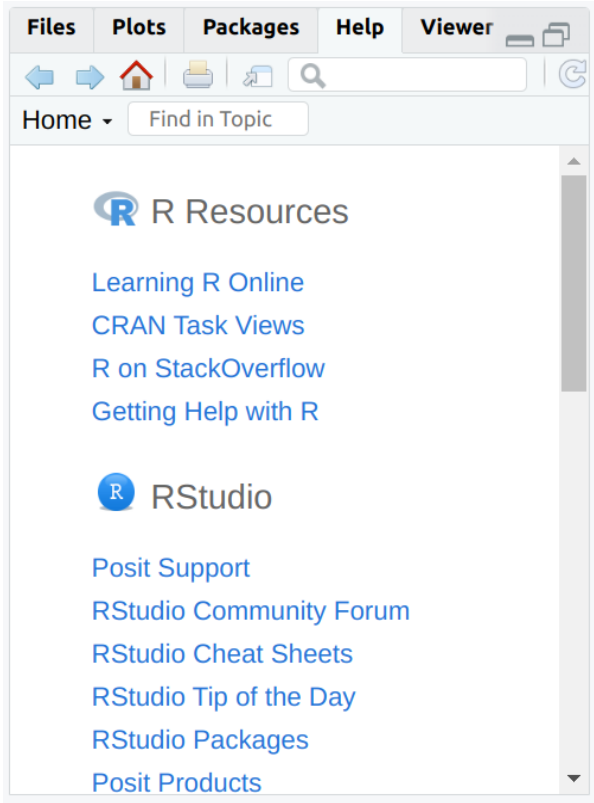 Files Plots Packages Help Viewer
Home Find in Topic
R R Resources
Learning R Online
CRAN Task Views
R on StackOverflow
Getting Help with R
R RStudio
Posit Support
RStudio Community Forum
RStudio Cheat Sheets
RStudio Tip of the Day
RStudio Packages
Posit Products